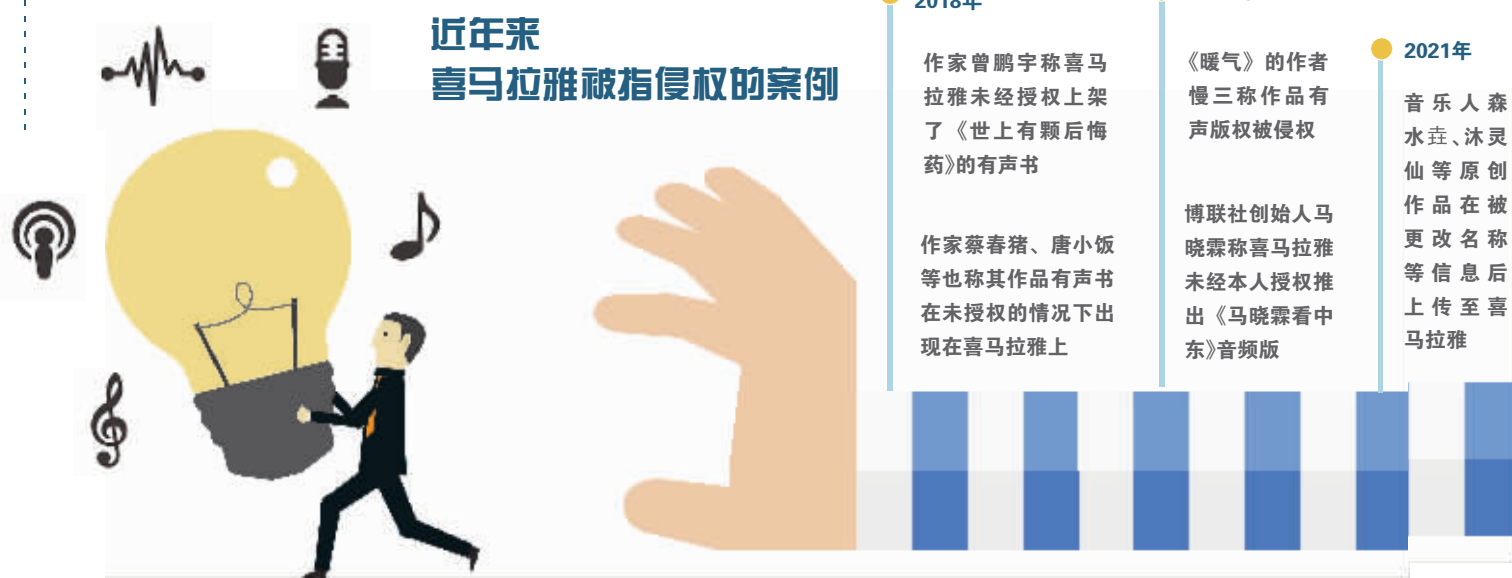 近年来
喜马拉雅被指侵权的案例
2018年
作家曾鹏宇称喜马
拉雅未经授权上架
了《世上有颗后悔
药》的有声书
作家蔡春猪、唐小饭
等也称其作品有声书
在未授权的情况下出
现在喜马拉雅上
《暖气》的作者
慢三称作品有
声版权被侵权
博联社创始人马
晓霖称喜马拉雅
未经本人授权推
出《马晓霖看中
东》音频版
2021年
音乐人森
水垚、沐灵
仙等原创
作品在被
更改名称
等信息后
上传至喜
马拉雅